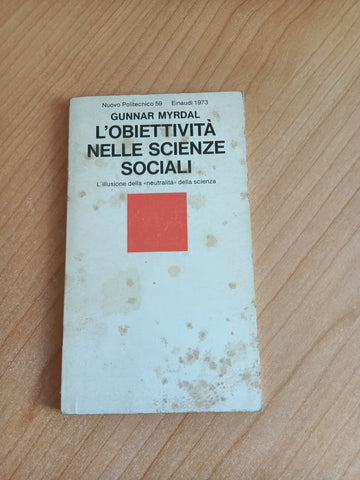 Nuovo Politecnico 59 Einaudi 1973
GUNNAR MYRDAL
L'OBIETTIVITÀ
NELLE SCIENZE
SOCIALI
L'illusione della «neutralità» della scienza